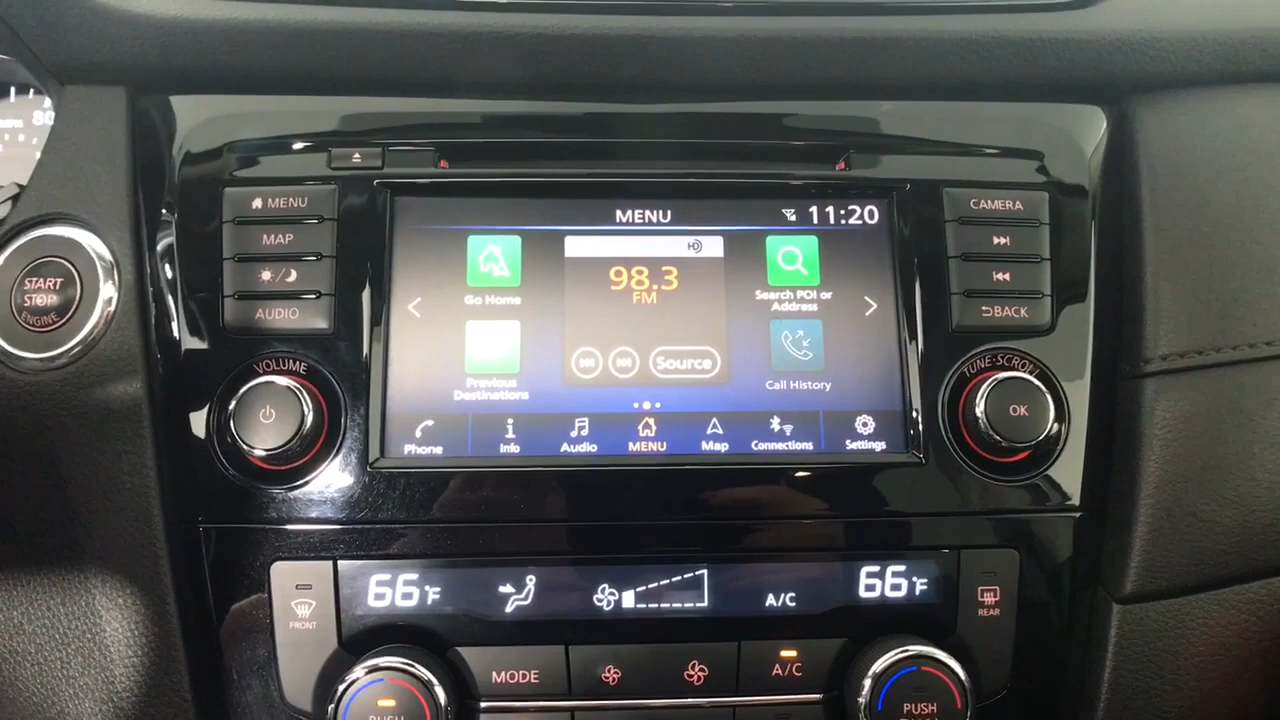 80
MENU
11:20
MENU
CAMERA
MAP
HD
98.3
FM
START
STOP
ENGINE
Go Home
Search POI or
Address
AUDIO
BACK
Source
VOLUME
TUNE-SCROLL
Previous
Destinations
Call History
OK
Phone
Info
Audio
MENU
Map
Connections
Settings
66°F
A/C
66°F
FRONT
REAR
MODE
A/C
PUSH
PUSH